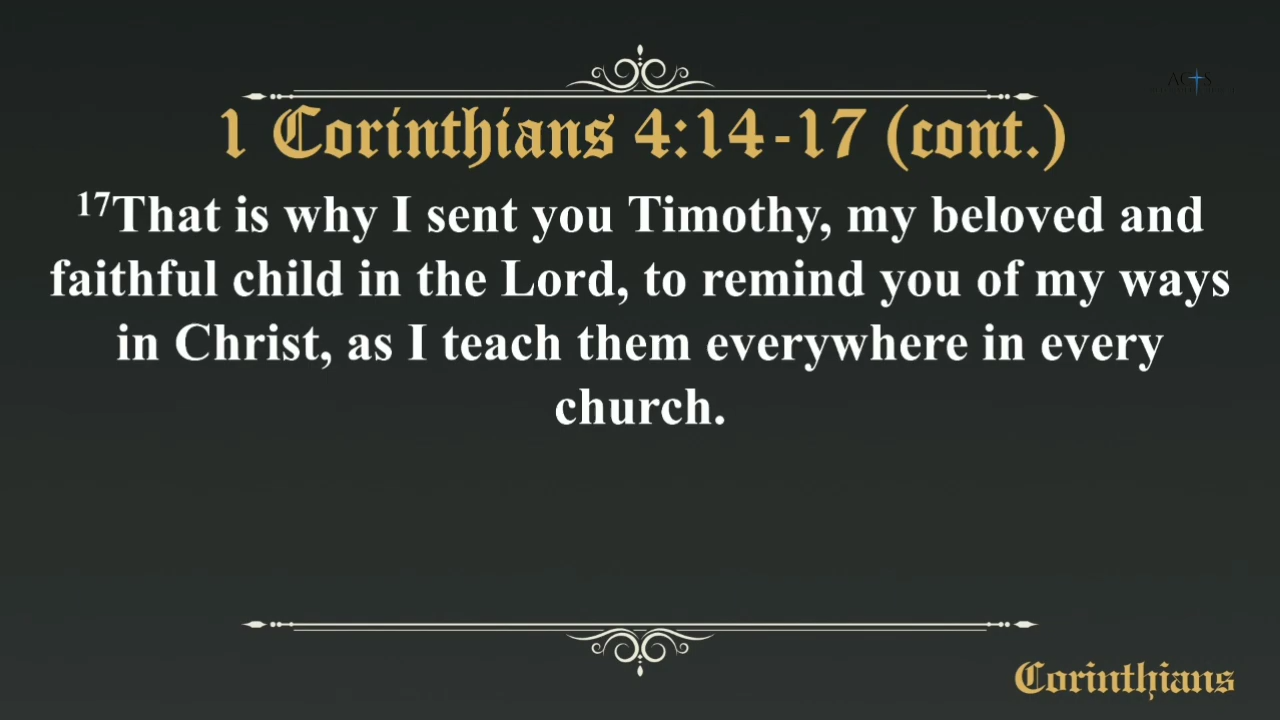 ACTS
1 Corinthians 4:14-17 (cont.)
17That is why I sent you Timothy, my beloved and
faithful child in the Lord, to remind you of my ways
in Christ, as I teach them everywhere in every
church.
Corinthians